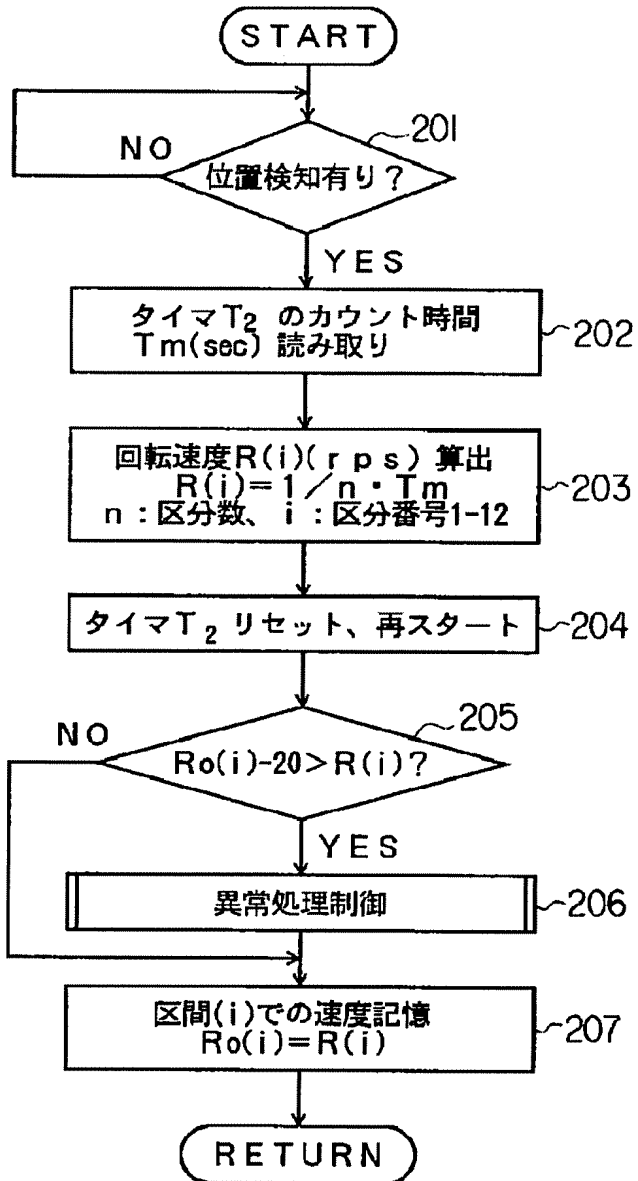 START
201
NO
位置検知有り?
YES
タイマT₂ のカウント時間
Tm(sec) 読み取り
202
回転速度R(i)(rps) 算出
R(i)=1/n・Tm
n:区分数、i:区分番号1-12
203
タイマT₂ リセット、再スタート
204
205
NO
Ro(i)-20>R(i)?
YES
異常処理制御
206
区間(i)での速度記憶
Ro(i)=R(i)
207
RETURN